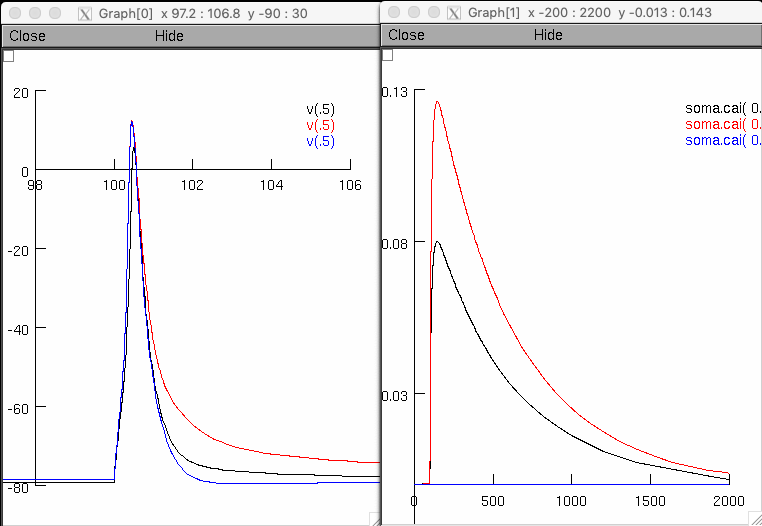 Graph[0] x 97.2 : 106.8 y -90 : 30
Close Hide
20
v(.5)
v(.5)
v(.5)
0
98 100 102 104 106
-20
-40
-60
-80
Graph[1] x -200 : 2200 y -0.013 : 0.143
Close Hide
0.13
soma.cai( 0.
soma.cai( 0.
soma.cai( 0.
0.08
0.03
0 500 1000 1500 2000